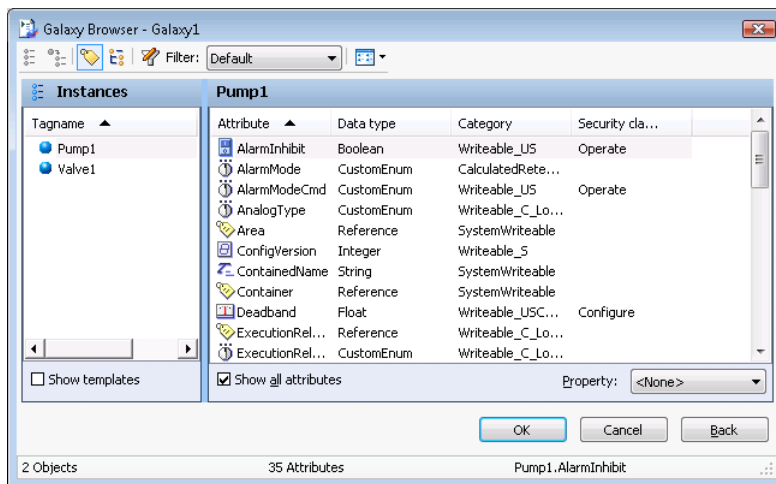 Galaxy Browser - Galaxy1
Filter: Default
Instances
Pump1
Tagname
Attribute Data type Category Security cla...
Pump1
Valve1
AlarmInhibit Boolean Writeable_US Operate
AlarmMode CustomEnum CalculatedRete...
AlarmModeCmd CustomEnum Writeable_US Operate
AnalogType CustomEnum Writeable_C_Lo...
Area Reference SystemWriteable
ConfigVersion Integer Writeable_S
ContainedName String SystemWriteable
Container Reference SystemWriteable
Deadband Float Writeable_USC... Configure
ExecutionRel... Reference Writeable_C_Lo...
ExecutionRel... CustomEnum Writeable_C_Lo...
Show templates
Show all attributes
Property: <None>
OK Cancel Back
2 Objects 35 Attributes Pump1.AlarmInhibit